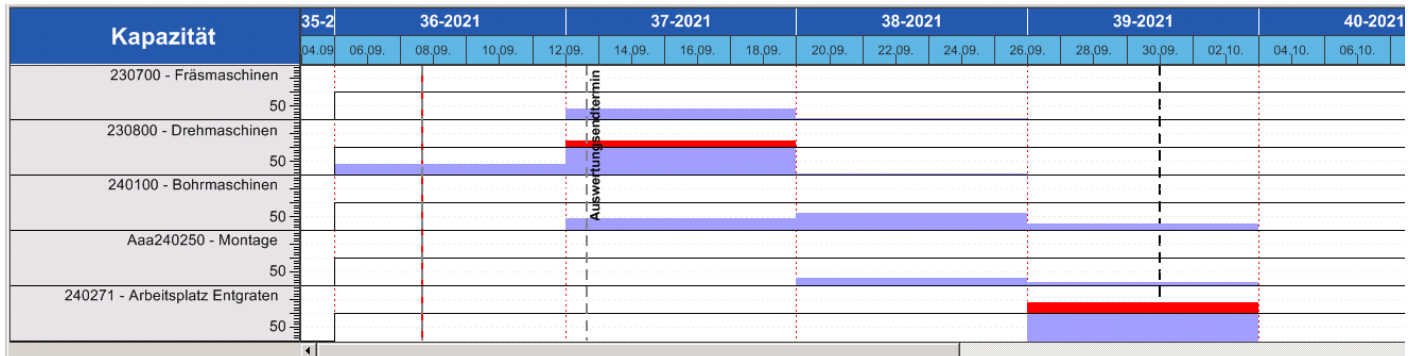 Kapazität
35-2 36-2021 37-2021 38-2021 39-2021 40-2021
04.09 06.09. 08.09. 10.09. 12.09. 14.09. 16.09. 18.09. 20.09. 22.09. 24.09. 26.09. 28.09. 30.09. 02.10. 04.10. 06.10.
230700 - Fräsmaschinen
50
230800 - Drehmaschinen
50
240100 - Bohrmaschinen
50
Aaa240250 - Montage
50
240271 - Arbeitsplatz Entgraten
50
Auswertungsendtermin